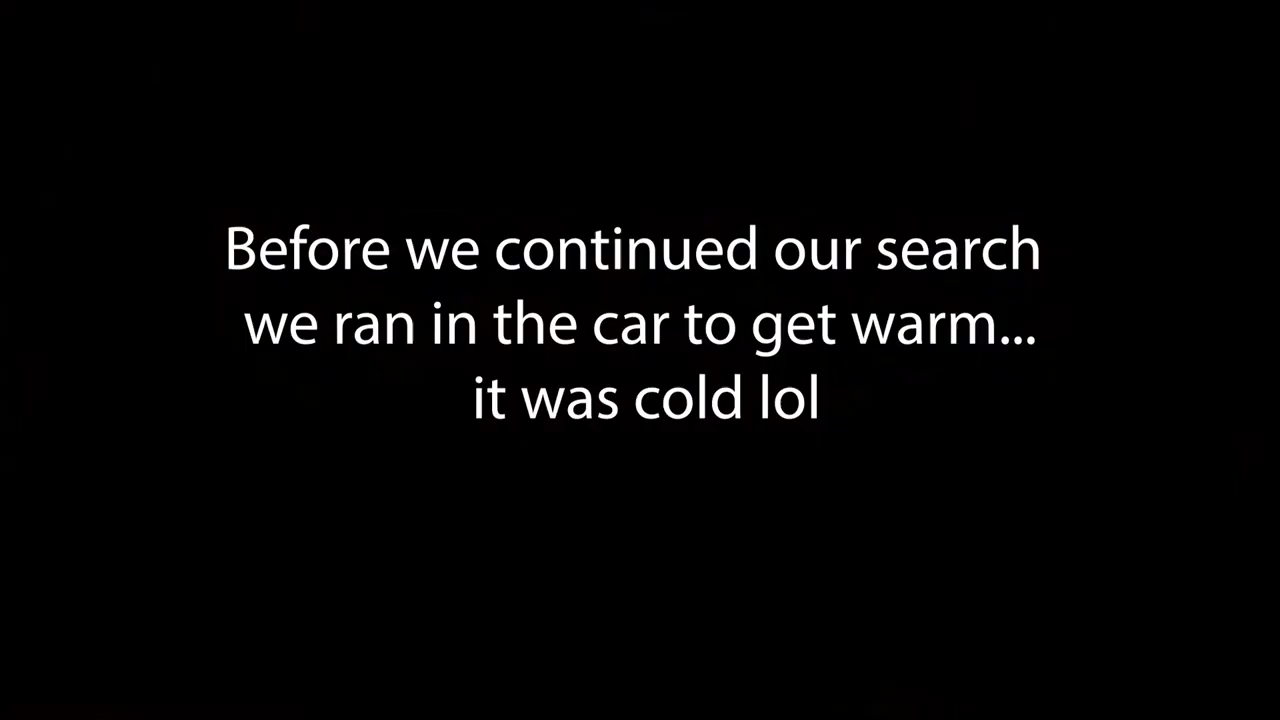 Before we continued our search
we ran in the car to get warm...
it was cold lol